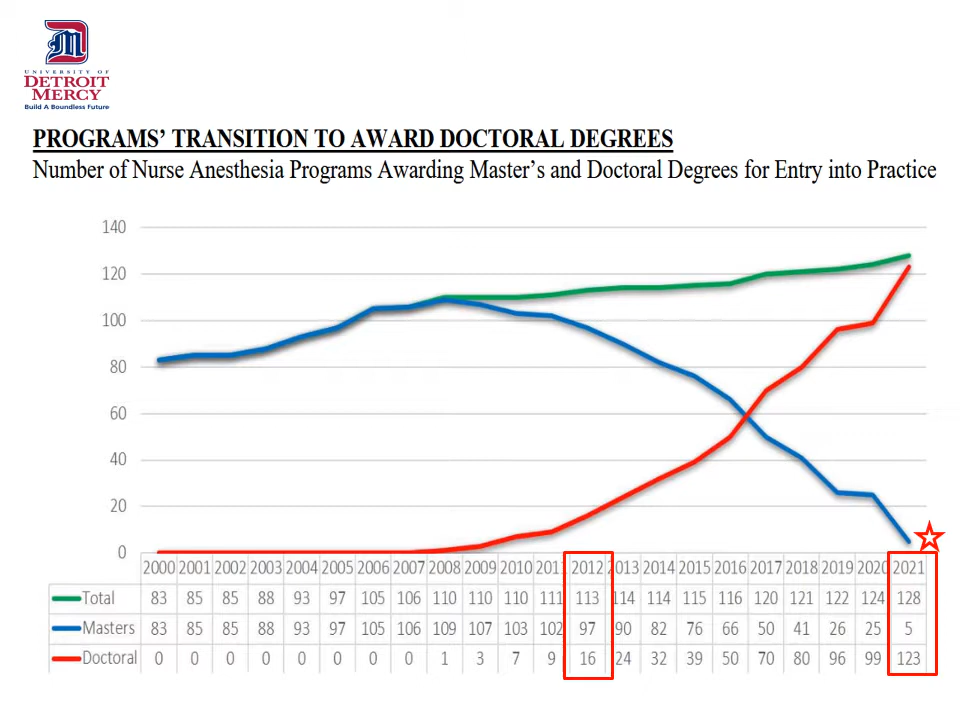 UNIVERSITY OF
DETROIT
MERCY
Build A Boundless Future
PROGRAMS’ TRANSITION TO AWARD DOCTORAL DEGREES
Number of Nurse Anesthesia Programs Awarding Master’s and Doctoral Degrees for Entry into Practice
140
120
100
80
60
40
20
0
2000 2001 2002 2003 2004 2005 2006 2007 2008 2009 2010 2011 2012 2013 2014 2015 2016 2017 2018 2019 2020 2021
Total 83 85 85 88 93 97 105 106 110 110 110 111 113 114 114 115 116 120 121 122 124 128
Masters 83 85 85 88 93 97 105 106 109 107 103 102 97 90 82 76 66 50 41 26 25 5
Doctoral 0 0 0 0 0 0 0 0 1 3 7 9 16 24 32 39 50 70 80 96 99 123